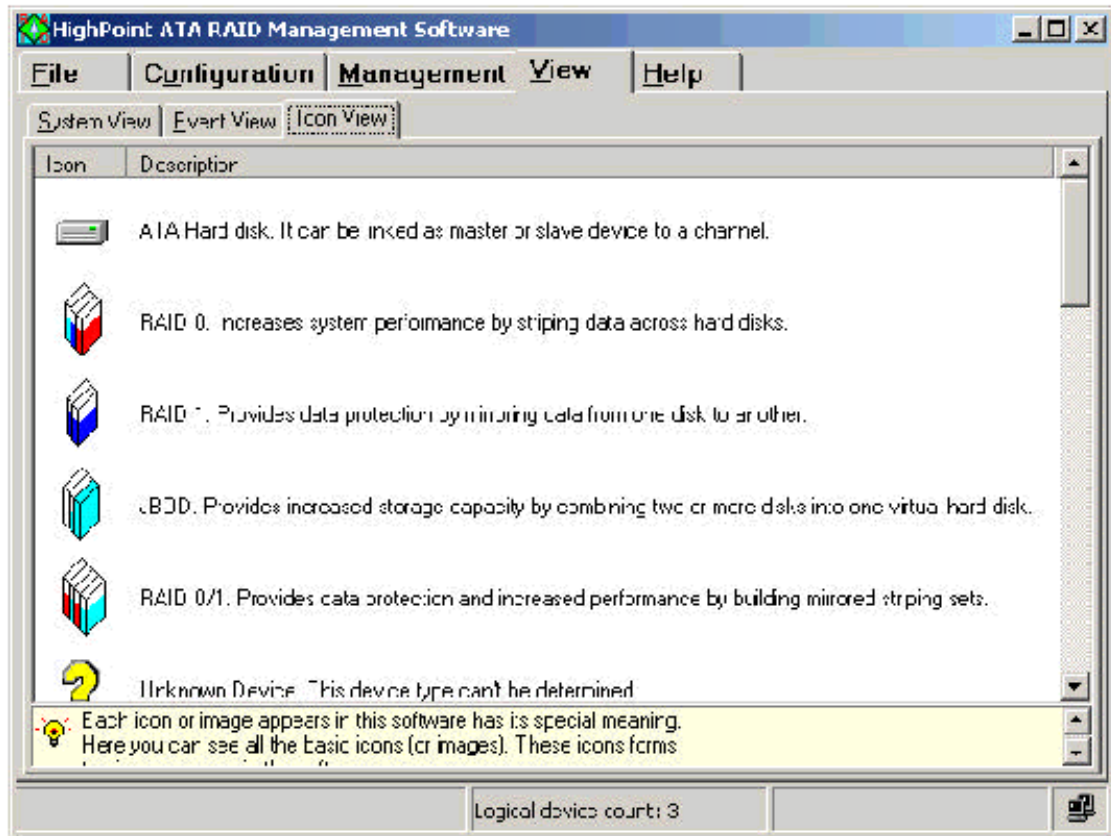 HighPoint ATA RAID Management Software
File Configuration Management View Help
System View Event View Icon View
Icon Description
ATA Hard disk. It can be linked as master or slave device to a channel.
RAID 0. Increases system performance by striping data across hard disks.
RAID 1. Provides data protection by mirroring data from one disk to another.
JBOD. Provides increased storage capacity by combining two or more disks into one virtual hard disk.
RAID 0/1. Provides data protection and increased performance by building mirrored striping sets.
Unknown Device. This device type can't be determined
Each icon or image appears in this software has its special meaning.
Here you can see all the basic icons (or images). These icons forms
Logical device count: 3